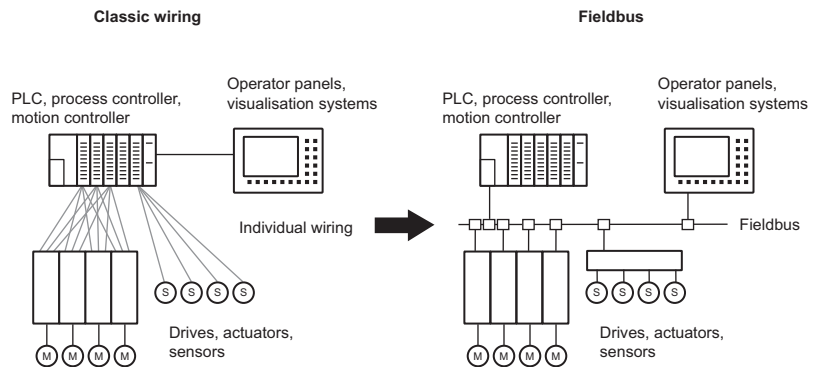 Classic wiring
PLC, process controller,
motion controller
Operator panels,
visualisation systems
Individual wiring
S S S S
Drives, actuators,
sensors
M M M M
Fieldbus
PLC, process controller,
motion controller
Operator panels,
visualisation systems
Fieldbus
S S S S
Drives, actuators,
sensors
M M M M